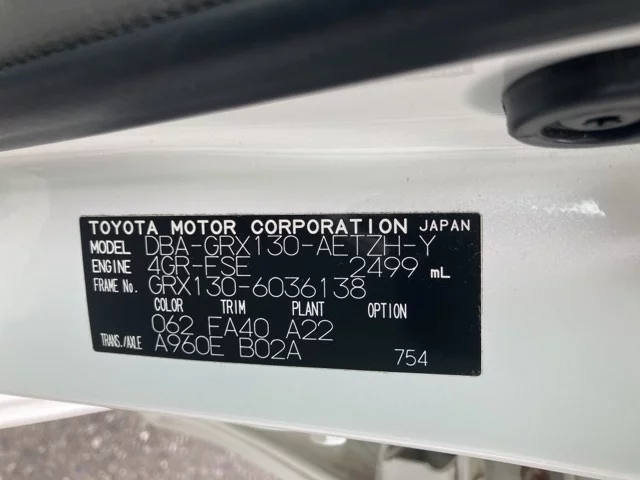 TOYOTA MOTOR CORPORATION JAPAN
MODEL DBA-GRX130-AETZH-Y
ENGINE 4GR-FSE 2499 mL
FRAME No. GRX130-6036138
COLOR TRIM PLANT OPTION
062 FA40 A22
TRANS./AXLE A960E B02A
754